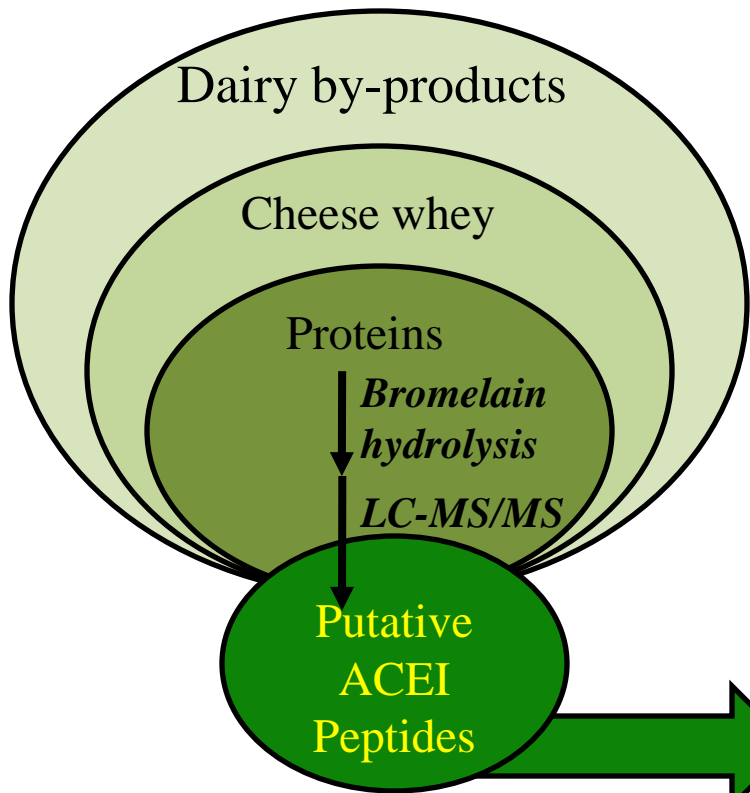 Dairy by-products
Cheese whey
Proteins
Bromelain
hydrolysis
LC-MS/MS
Putative
ACEI
Peptides